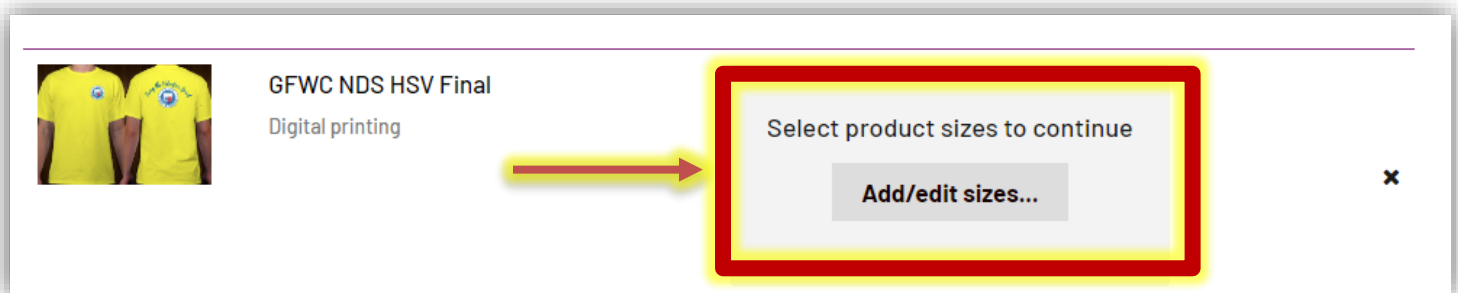 GFWC NDS HSV Final
Digital printing
Select product sizes to continue
Add/edit sizes...